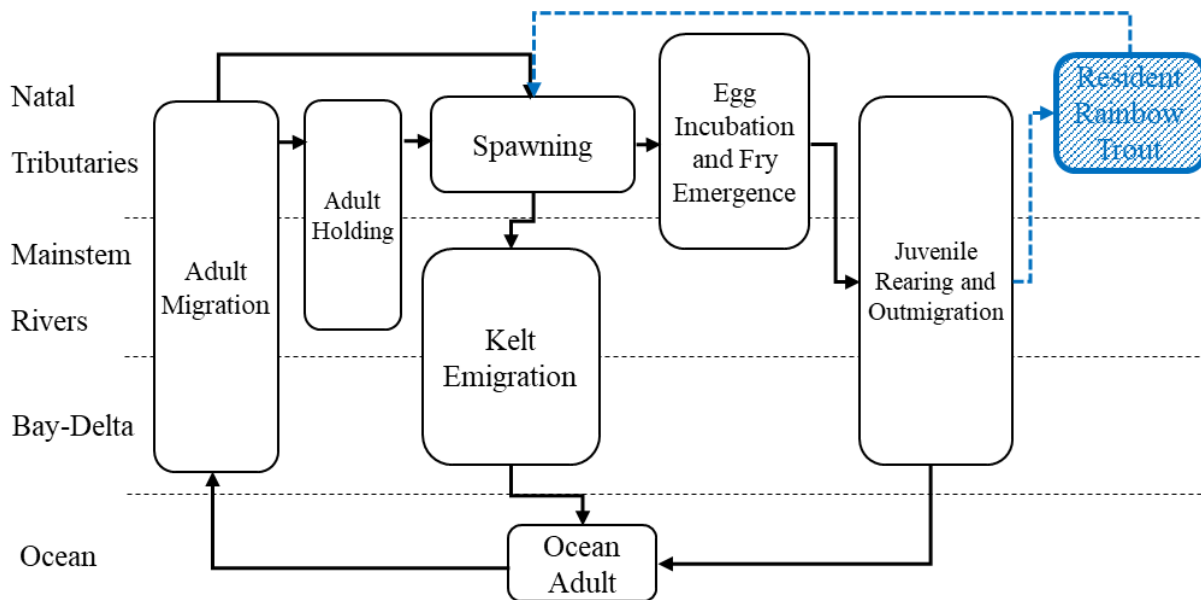 Natal
Tributaries
Mainstem
Rivers
Bay-Delta
Ocean
Adult
Migration
Adult
Holding
Spawning
Kelt
Emigration
Egg
Incubation
and Fry
Emergence
Juvenile
Rearing and
Outmigration
Resident
Rainbow
Trout
Ocean
Adult